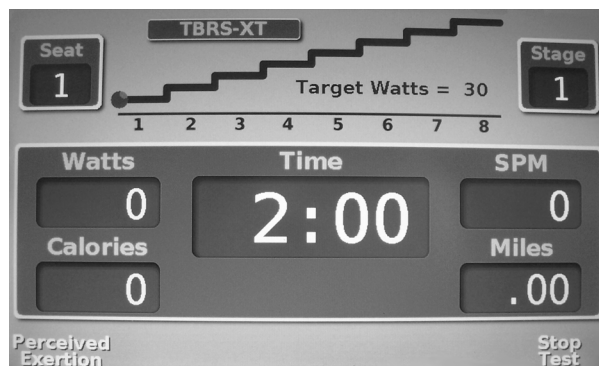 TBRS-XT
Seat
1
Stage
1
Target Watts = 30
1 2 3 4 5 6 7 8
Watts
0
Time
2:00
SPM
0
Calories
0
Miles
.00
Perceived
Exertion
Stop
Test